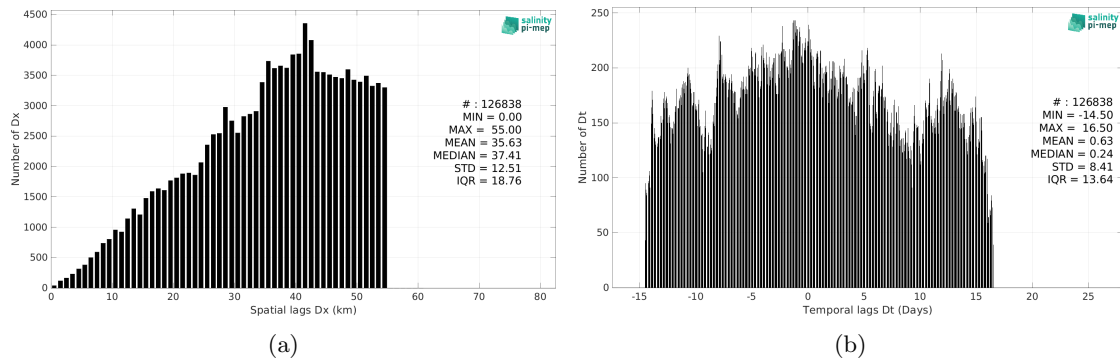 4500
4000
3500
3000
2500
2000
1500
1000
500
0
Number of Dx
0 10 20 30 40 50 60 70 80
Spatial lags Dx (km)
salinity
pi-mep
# : 126838
MIN = 0.00
MAX = 55.00
MEAN = 35.63
MEDIAN = 37.41
STD = 12.51
IQR = 18.76
(a)
250
200
150
100
50
0
Number of Dt
-15 -10 -5 0 5 10 15 20 25
Temporal lags Dt (Days)
salinity
pi-mep
# : 126838
MIN = -14.50
MAX = 16.50
MEAN = 0.63
MEDIAN = 0.24
STD = 8.41
IQR = 13.64
(b)